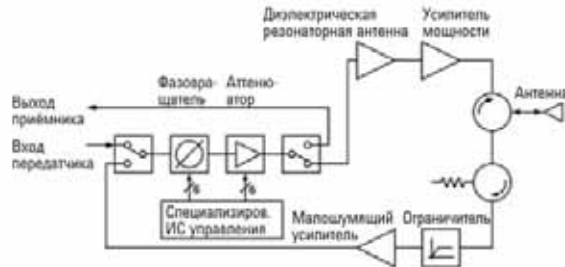 Диэлектрическая
резонаторная антенна
Усилитель
мощности
Фазовра-
щатель
Аттеню-
атор
Антенна
Выход
приёмника
Вход
передатчика
6
6
Специализиров.
ИС управления
Малошумящий
усилитель
Ограничитель